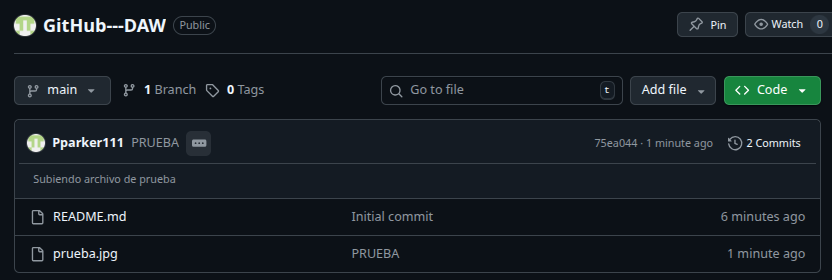 GitHub---DAW Public Pin Watch 0
main 1 Branch 0 Tags Go to file t Add file Code
Pparker111 PRUEBA 75ea044 · 1 minute ago 2 Commits
Subiendo archivo de prueba
README.md Initial commit 6 minutes ago
prueba.jpg PRUEBA 1 minute ago